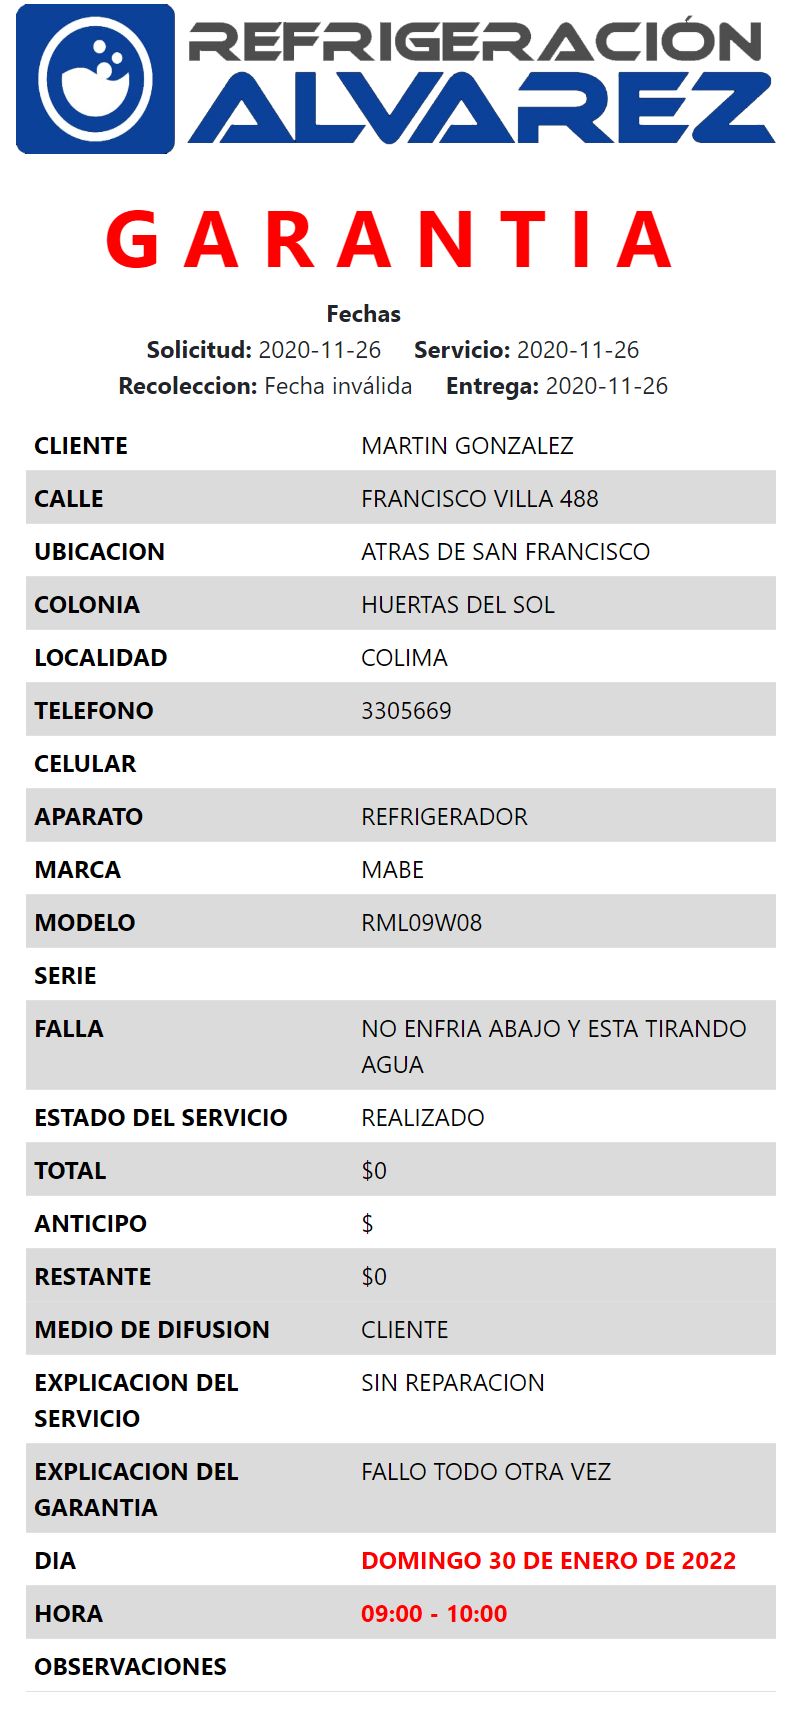 REFRIGERACIÓN
ALVAREZ
GARANTIA
Fechas
Solicitud: 2020-11-26 Servicio: 2020-11-26
Recoleccion: Fecha inválida Entrega: 2020-11-26
CLIENTE MARTIN GONZALEZ
CALLE FRANCISCO VILLA 488
UBICACION ATRAS DE SAN FRANCISCO
COLONIA HUERTAS DEL SOL
LOCALIDAD COLIMA
TELEFONO 3305669
CELULAR
APARATO REFRIGERADOR
MARCA MABE
MODELO RML09W08
SERIE
FALLA NO ENFRIA ABAJO Y ESTA TIRANDO
AGUA
ESTADO DEL SERVICIO REALIZADO
TOTAL $0
ANTICIPO $
RESTANTE $0
MEDIO DE DIFUSION CLIENTE
EXPLICACION DEL SIN REPARACION
SERVICIO
EXPLICACION DEL FALLO TODO OTRA VEZ
GARANTIA
DIA DOMINGO 30 DE ENERO DE 2022
HORA 09:00 - 10:00
OBSERVACIONES